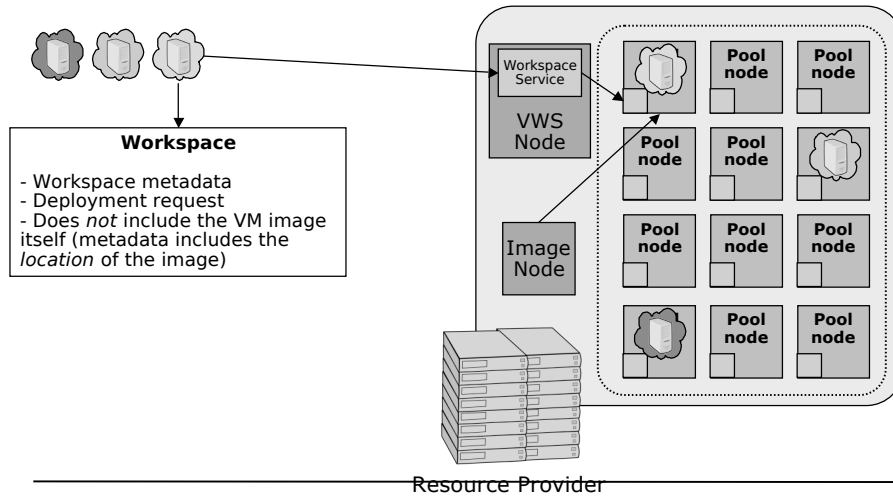 Workspace
- Workspace metadata
- Deployment request
- Does not include the VM image
itself (metadata includes the
location of the image)
Workspace
Service
VWS
Node
Image
Node
Pool
node
Pool
node
Pool
node
Pool
node
Pool
node
Pool
node
Pool
node
Pool
node
Pool
node
Resource Provider